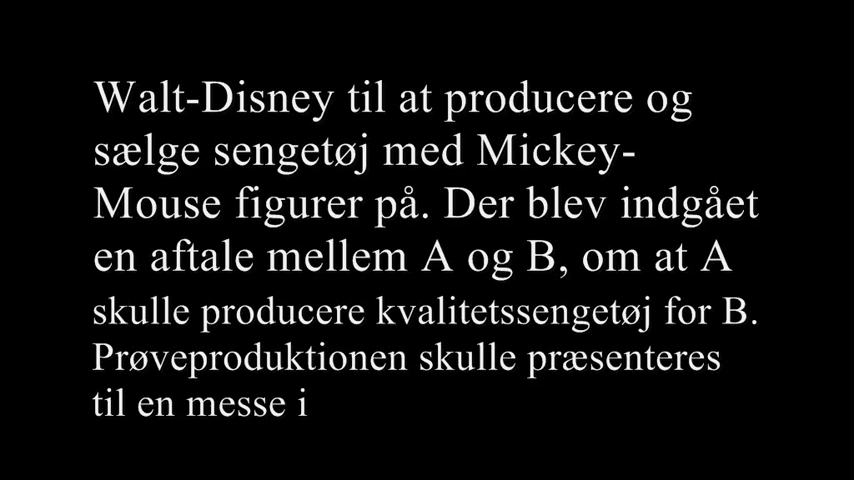 Walt-Disney til at producere og
sælge sengetøj med Mickey-
Mouse figurer på. Der blev indgået
en aftale mellem A og B, om at A
skulle producere kvalitetssengetøj for B.
Prøveproduktionen skulle præsenteres
til en messe i